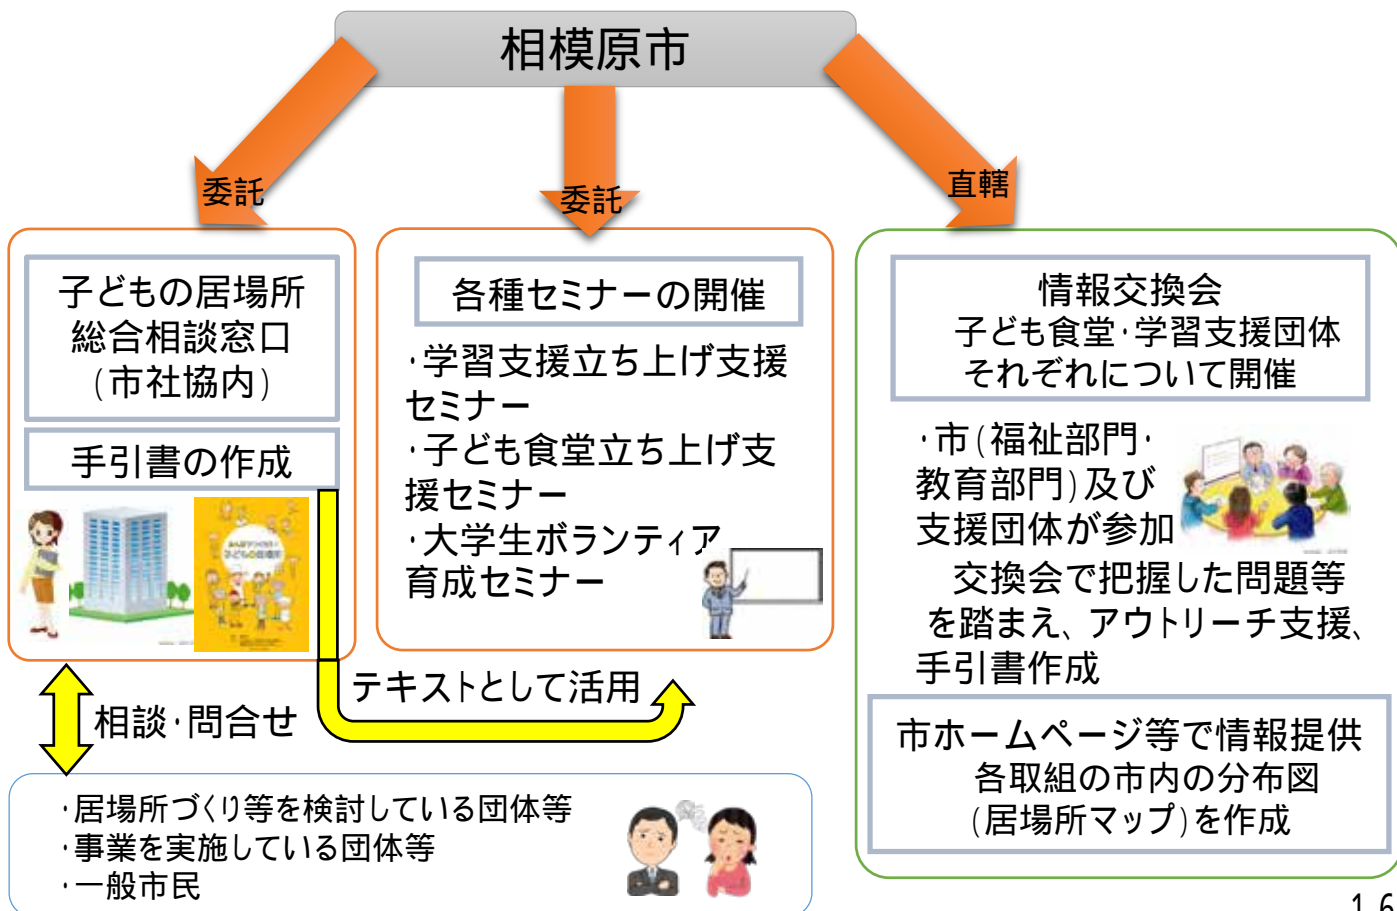 相模原市
委託
委託
直轄
子どもの居場所
総合相談窓口
(市社協内)
手引書の作成
各種セミナーの開催
・学習支援立ち上げ支援
セミナー
・子ども食堂立ち上げ支
援セミナー
・大学生ボランティア
育成セミナー
情報交換会
子ども食堂・学習支援団体
それぞれについて開催
・市(福祉部門・
教育部門)及び
支援団体が参加
交換会で把握した問題等
を踏まえ、アウトリーチ支援、
手引書作成
市ホームページ等で情報提供
各取組の市内の分布図
(居場所マップ)を作成
テキストとして活用
相談・問合せ
・居場所づくり等を検討している団体等
・事業を実施している団体等
・一般市民
16